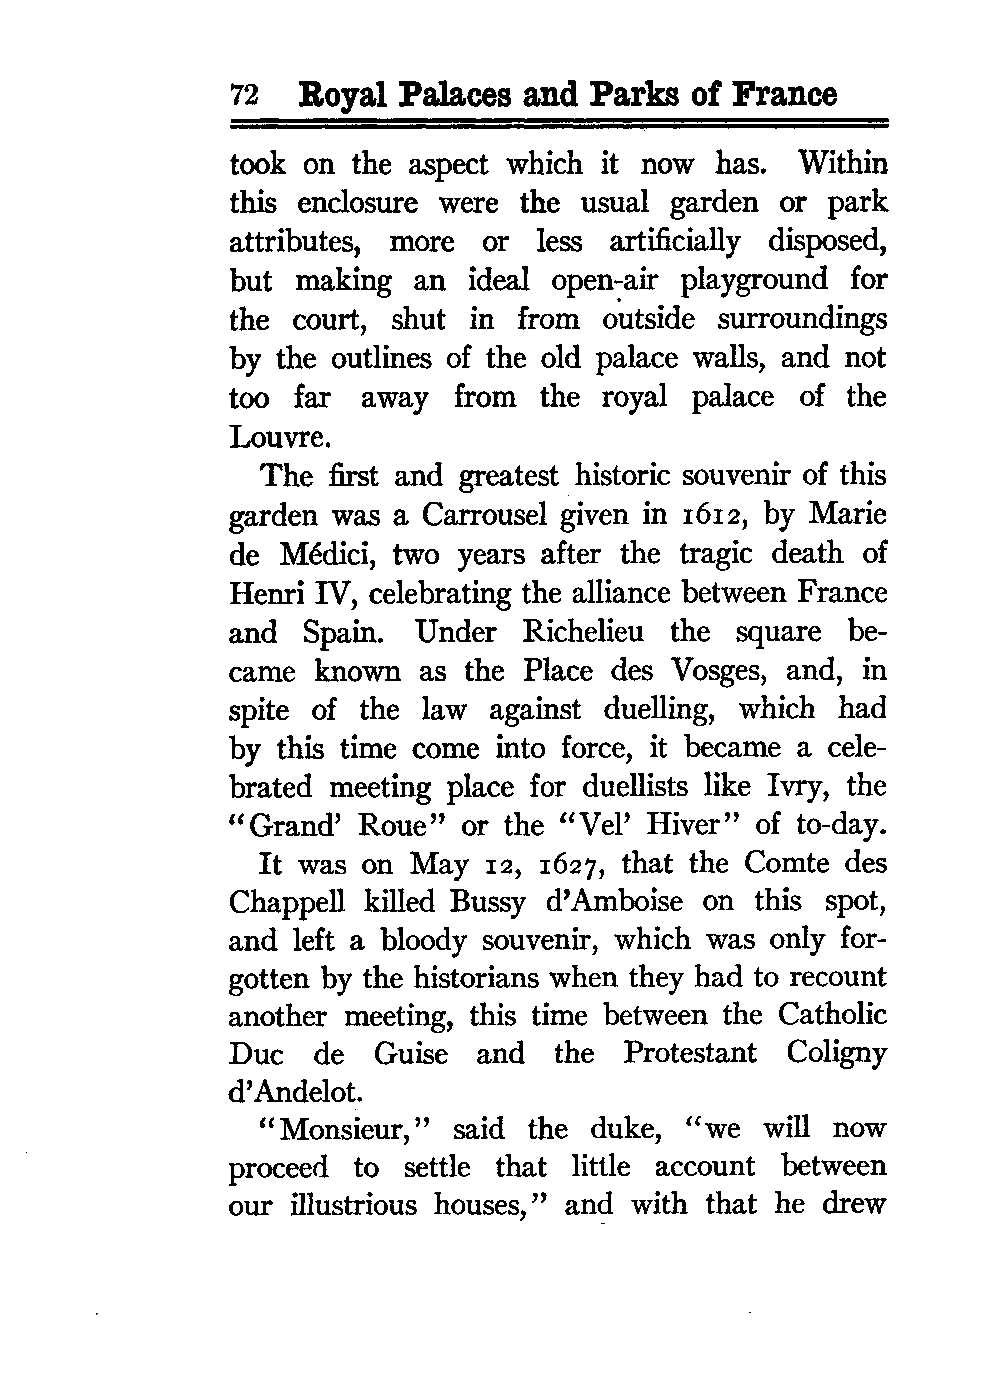 72 Royal Palaces and Parks of France
took on the aspect which it now has. Within
this enclosure were the usual garden or park
attributes, more or less artificially disposed,
but making an ideal open-air playground for
the court, shut in from outside surroundings
by the outlines of the old palace walls, and not
too far away from the royal palace of the
Louvre.
The first and greatest historic souvenir of this
garden was a Carrousel given in 1612, by Marie
de Médici, two years after the tragic death of
Henri IV, celebrating the alliance between France
and Spain. Under Richelieu the square be-
came known as the Place des Vosges, and, in
spite of the law against duelling, which had
by this time come into force, it became a cele-
brated meeting place for duellists like Ivry, the
"Grand' Roue" or the "Vel' Hiver" of to-day.
It was on May 12, 1627, that the Comte des
Chappell killed Bussy d'Amboise on this spot,
and left a bloody souvenir, which was only for-
gotten by the historians when they had to recount
another meeting, this time between the Catholic
Duc de Guise and the Protestant Coligny
d'Andelot.
"Monsieur," said the duke, "we will now
proceed to settle that little account between
our illustrious houses," and with that he drew